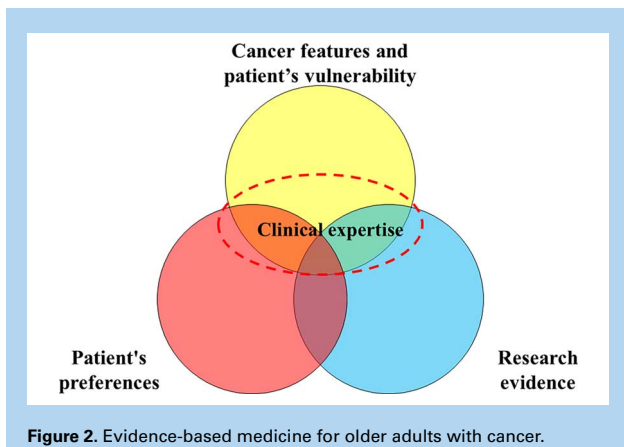 Cancer features and
patient's vulnerability
Clinical expertise
Patient's
preferences
Research
evidence
Figure 2. Evidence-based medicine for older adults with cancer.